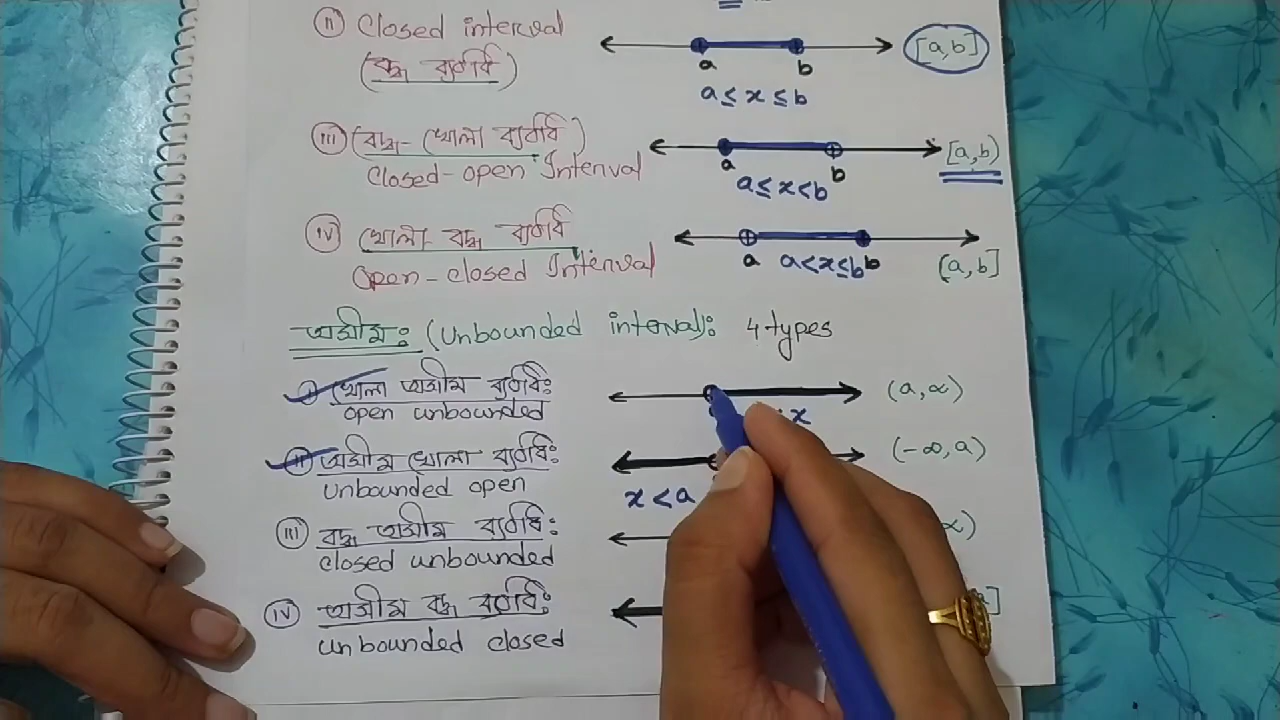 II Closed interval
[a,b]
(বদ্ধ ব্যবধি)
a b
a ≤ x ≤ b
III (বদ্ধ-খোলা ব্যবধি)
Closed-open Interval
[a,b)
a b
a ≤ x < b
IV খোলা বদ্ধ ব্যবধি
Open-closed Interval
a a<x≤b b
(a,b]
অসীম: (Unbounded interval): 4 types
I খোলা অসীম ব্যবধি:
open unbounded
(a,∝)
x
II অসীম খোলা ব্যবধি:
unbounded open
(-∞,a)
x < a
III বদ্ধ অসীম ব্যবধি:
closed unbounded
∝)
IV অসীম বদ্ধ ব্যবধি:
unbounded closed
]